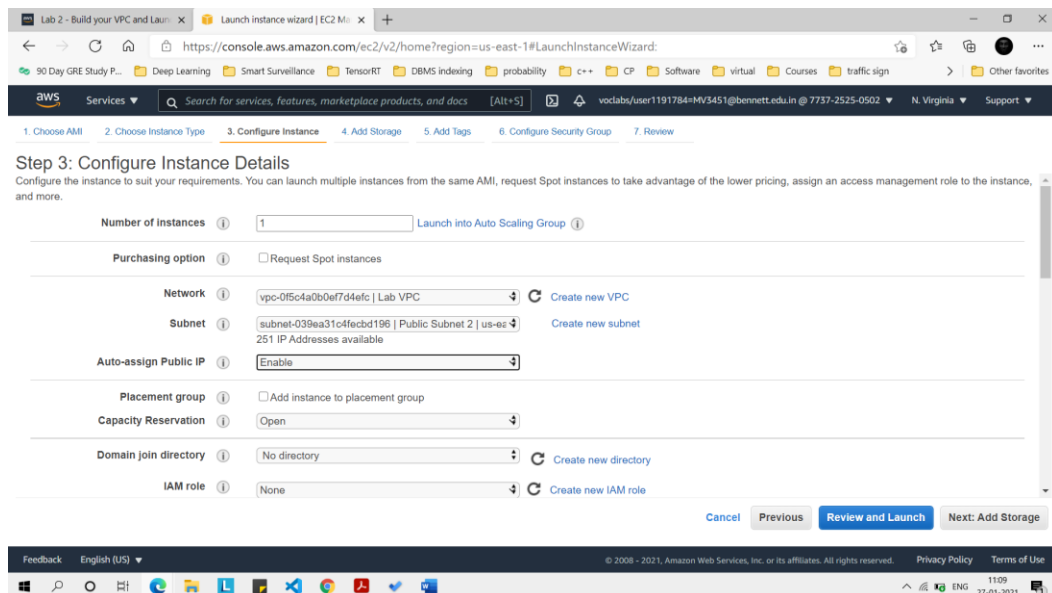 Lab 2 - Build your VPC and Laun
Launch instance wizard | EC2 Ma
https://console.aws.amazon.com/ec2/v2/home?region=us-east-1#LaunchInstanceWizard:
90 Day GRE Study P... Deep Learning Smart Surveillance TensorRT DBMS indexing probability c++ CP Software virtual Courses traffic sign Other favorites
aws Services Search for services, features, marketplace products, and docs [Alt+S] voclabs/user1191784=MV3451@bennett.edu.in @ 7737-2525-0502 N. Virginia Support
1. Choose AMI 2. Choose Instance Type 3. Configure Instance 4. Add Storage 5. Add Tags 6. Configure Security Group 7. Review
Step 3: Configure Instance Details
Configure the instance to suit your requirements. You can launch multiple instances from the same AMI, request Spot instances to take advantage of the lower pricing, assign an access management role to the instance,
and more.
Number of instances 1 Launch into Auto Scaling Group
Purchasing option Request Spot instances
Network vpc-0f5c4a0b0ef7d4efc | Lab VPC Create new VPC
Subnet subnet-039ea31c4fecbd196 | Public Subnet 2 | us-ea Create new subnet
251 IP Addresses available
Auto-assign Public IP Enable
Placement group Add instance to placement group
Capacity Reservation Open
Domain join directory No directory Create new directory
IAM role None Create new IAM role
Cancel Previous Review and Launch Next: Add Storage
Feedback English (US) © 2008 - 2021, Amazon Web Services, Inc. or its affiliates. All rights reserved. Privacy Policy Terms of Use
ENG 11:09
27-01-2021